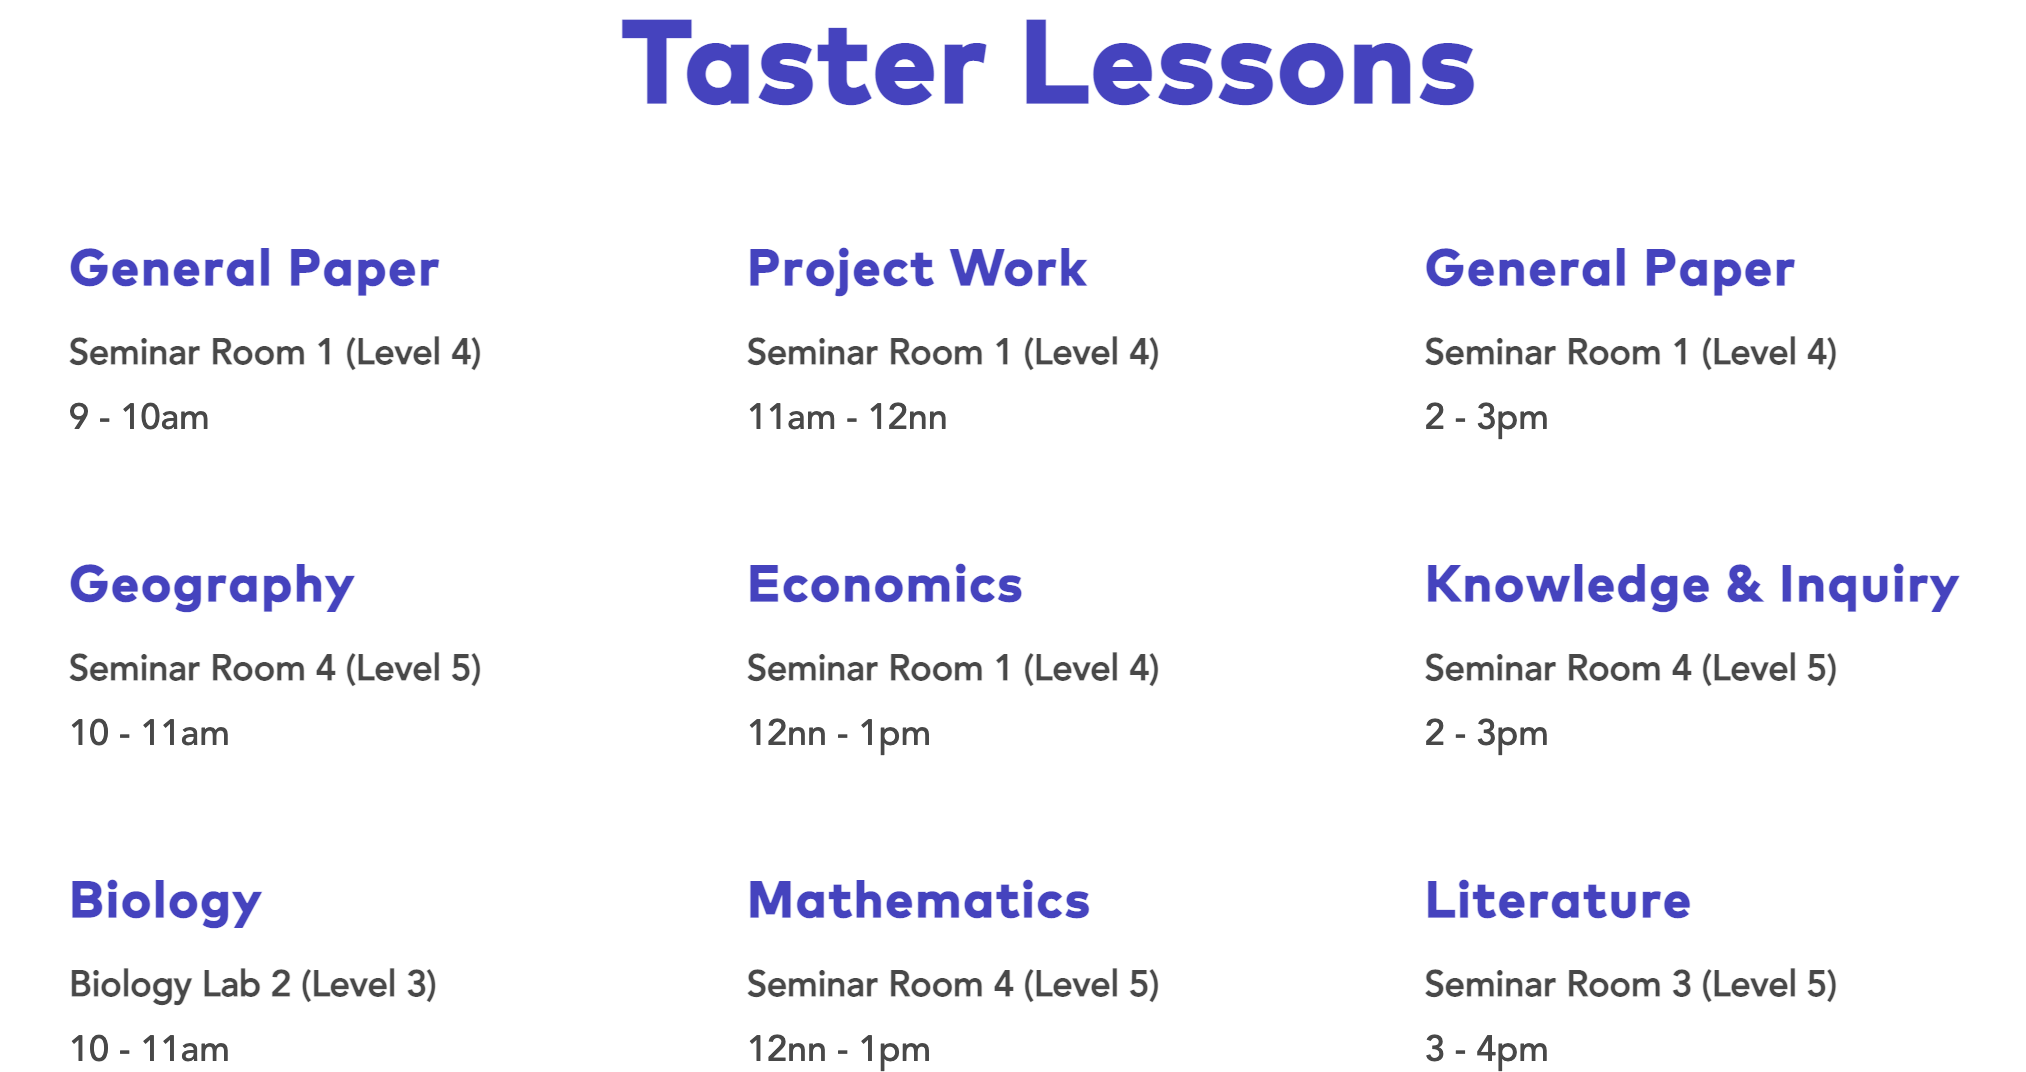 Taster Lessons
General Paper
Seminar Room 1 (Level 4)
9 - 10am
Project Work
Seminar Room 1 (Level 4)
11am - 12nn
General Paper
Seminar Room 1 (Level 4)
2 - 3pm
Geography
Seminar Room 4 (Level 5)
10 - 11am
Economics
Seminar Room 1 (Level 4)
12nn - 1pm
Knowledge & Inquiry
Seminar Room 4 (Level 5)
2 - 3pm
Biology
Biology Lab 2 (Level 3)
10 - 11am
Mathematics
Seminar Room 4 (Level 5)
12nn - 1pm
Literature
Seminar Room 3 (Level 5)
3 - 4pm